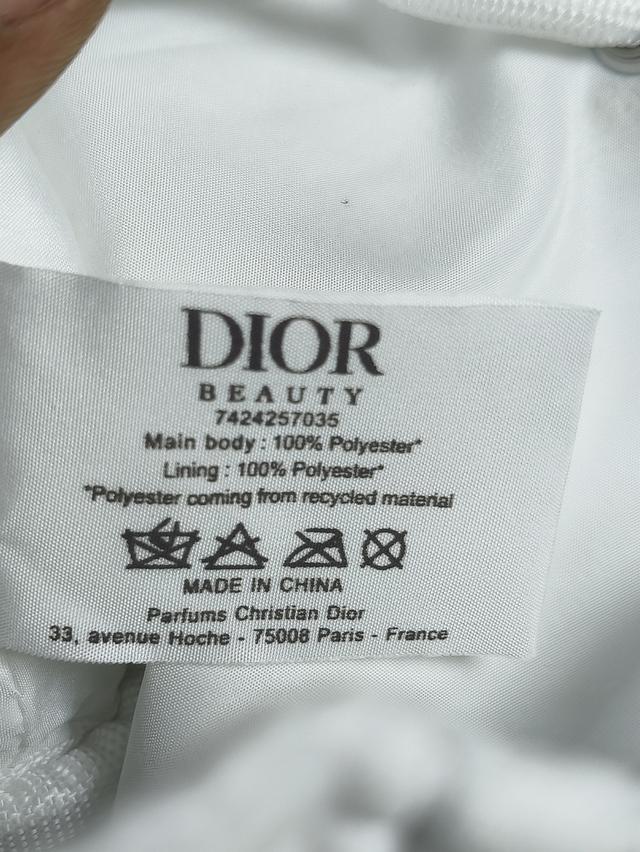 DIOR
BEAUTY
7424257035
Main body : 100% Polyester*
Lining : 100% Polyester*
*Polyester coming from recycled material
MADE IN CHINA
Parfums Christian Dior
33, avenue Hoche - 75008 Paris - France